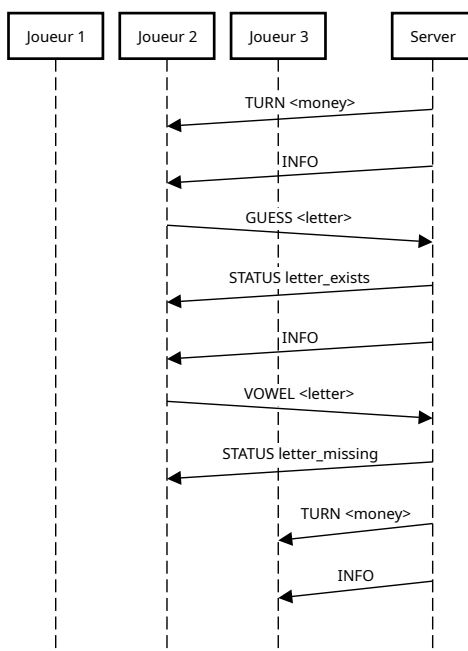 Joueur 1
Joueur 2
Joueur 3
Server
TURN <money>
INFO
GUESS <letter>
STATUS letter_exists
INFO
VOWEL <letter>
STATUS letter_missing
TURN <money>
INFO